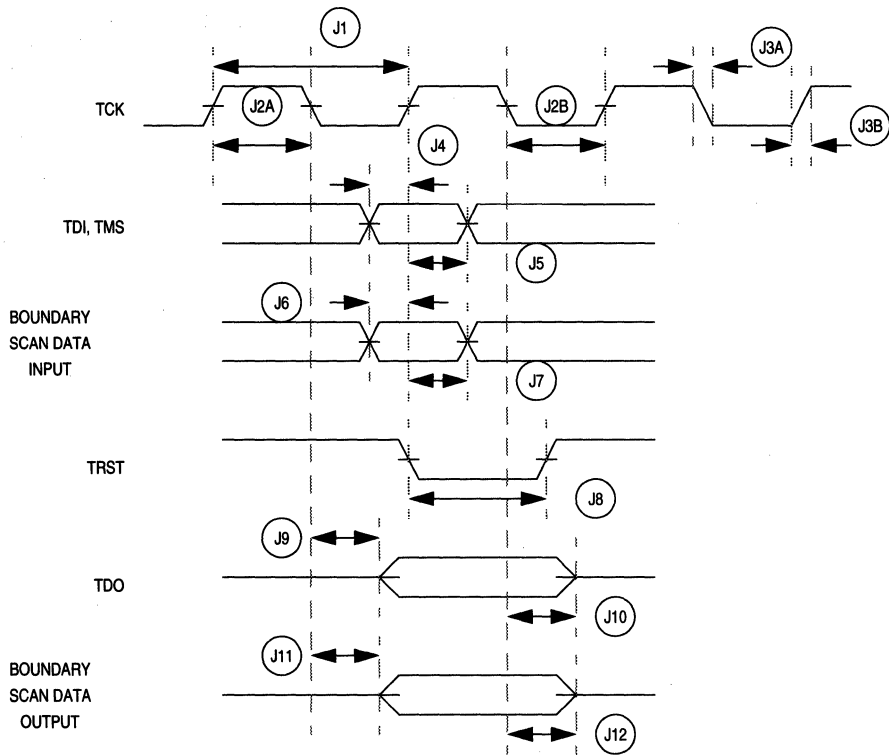 J1
J3A
TCK
J2A
J2B
J3B
J4
TDI, TMS
J5
J6
BOUNDARY
SCAN DATA
INPUT
J7
TRST
J8
J9
TDO
J10
J11
BOUNDARY
SCAN DATA
OUTPUT
J12